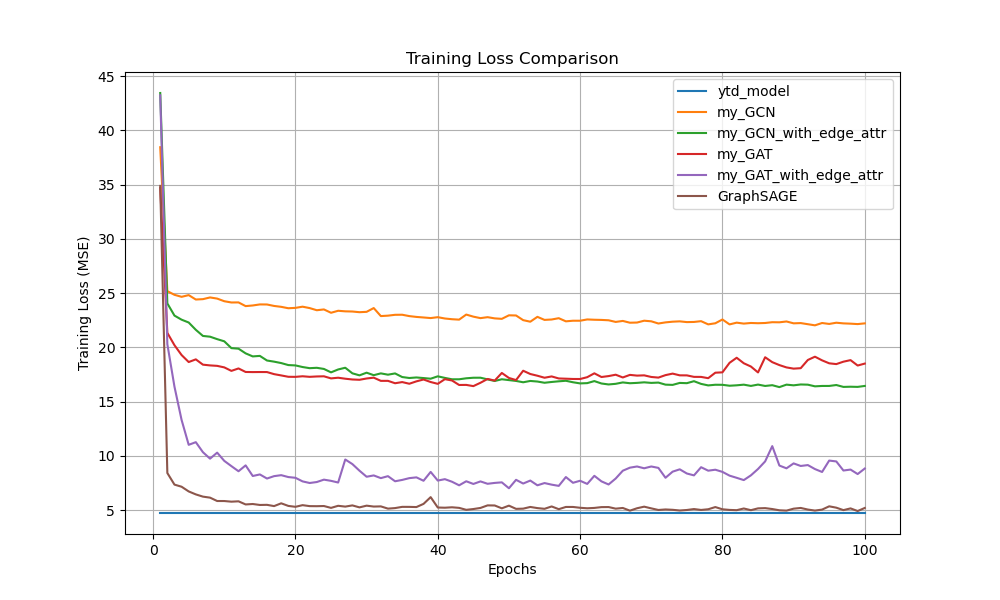 Training Loss Comparison
Training Loss (MSE)
45
40
35
30
25
20
15
10
5
ytd_model
my_GCN
my_GCN_with_edge_attr
my_GAT
my_GAT_with_edge_attr
GraphSAGE
0
20
40
60
80
100
Epochs